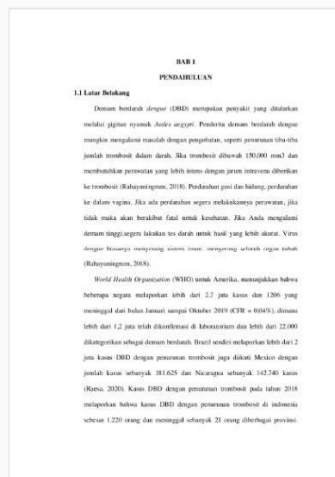 BAB 1
PENDAHULUAN
1.1 Latar Belakang
Demam berdarah dengue (DBD) merupakan penyakit yang ditularkan
melalui gigitan nyamuk Aedes aegypti. Penderita demam berdarah dengue
mungkin mengalami masalah dengan pengobatan, seperti penurunan tiba-tiba
jumlah trombosit dalam darah. Jika trombosit dibawah 150,000 mm3 dan
membutuhkan perawatan yang lebih intens dengan jarum intravena diberikan
ke trombosit (Rahayuningrum, 2018). Perdarahan gusi dan hidung, perdarahan
ke dalam vagina. Jika ada perdarahan segera melakukannya perawatan, jika
tidak maka akan berakibat fatal untuk kesehatan. Jika Anda mengalami
demam tinggi,segera lakukan tes darah untuk hasil yang lebih akurat. Virus
dengue biasanya menyerang sistem imun, menyerang seluruh organ tubuh
(Rahayuningrum, 2018).
World Health Organization (WHO) untuk Amerika, menunjukkan bahwa
beberapa negara melaporkan lebih dari 2,7 juta kasus dan 1206 yang
meninggal dari bulan Januari sampai Oktober 2019 (CFR = 0,04%), dimana
lebih dari 1,2 juta telah dikonfirmasi di laboratorium dan lebih dari 22.000
dikategorikan sebagai demam berdarah. Brazil sendiri melaporkan lebih dari 2
juta kasus DBD dengan penurunan trombosit juga diikuti Mexico dengan
jumlah kasus sebanyak 181.625 dan Nicaragua sebanyak 142.740 kasus
(Raesa, 2020). Kasus DBD dengan penurunan trombosit pada tahun 2018
melaporkan bahwa kasus DBD dengan penurunan trombosit di indonesia
sebesar 1.220 orang dan meninggal sebanyak 21 orang diberbagai provinsi.